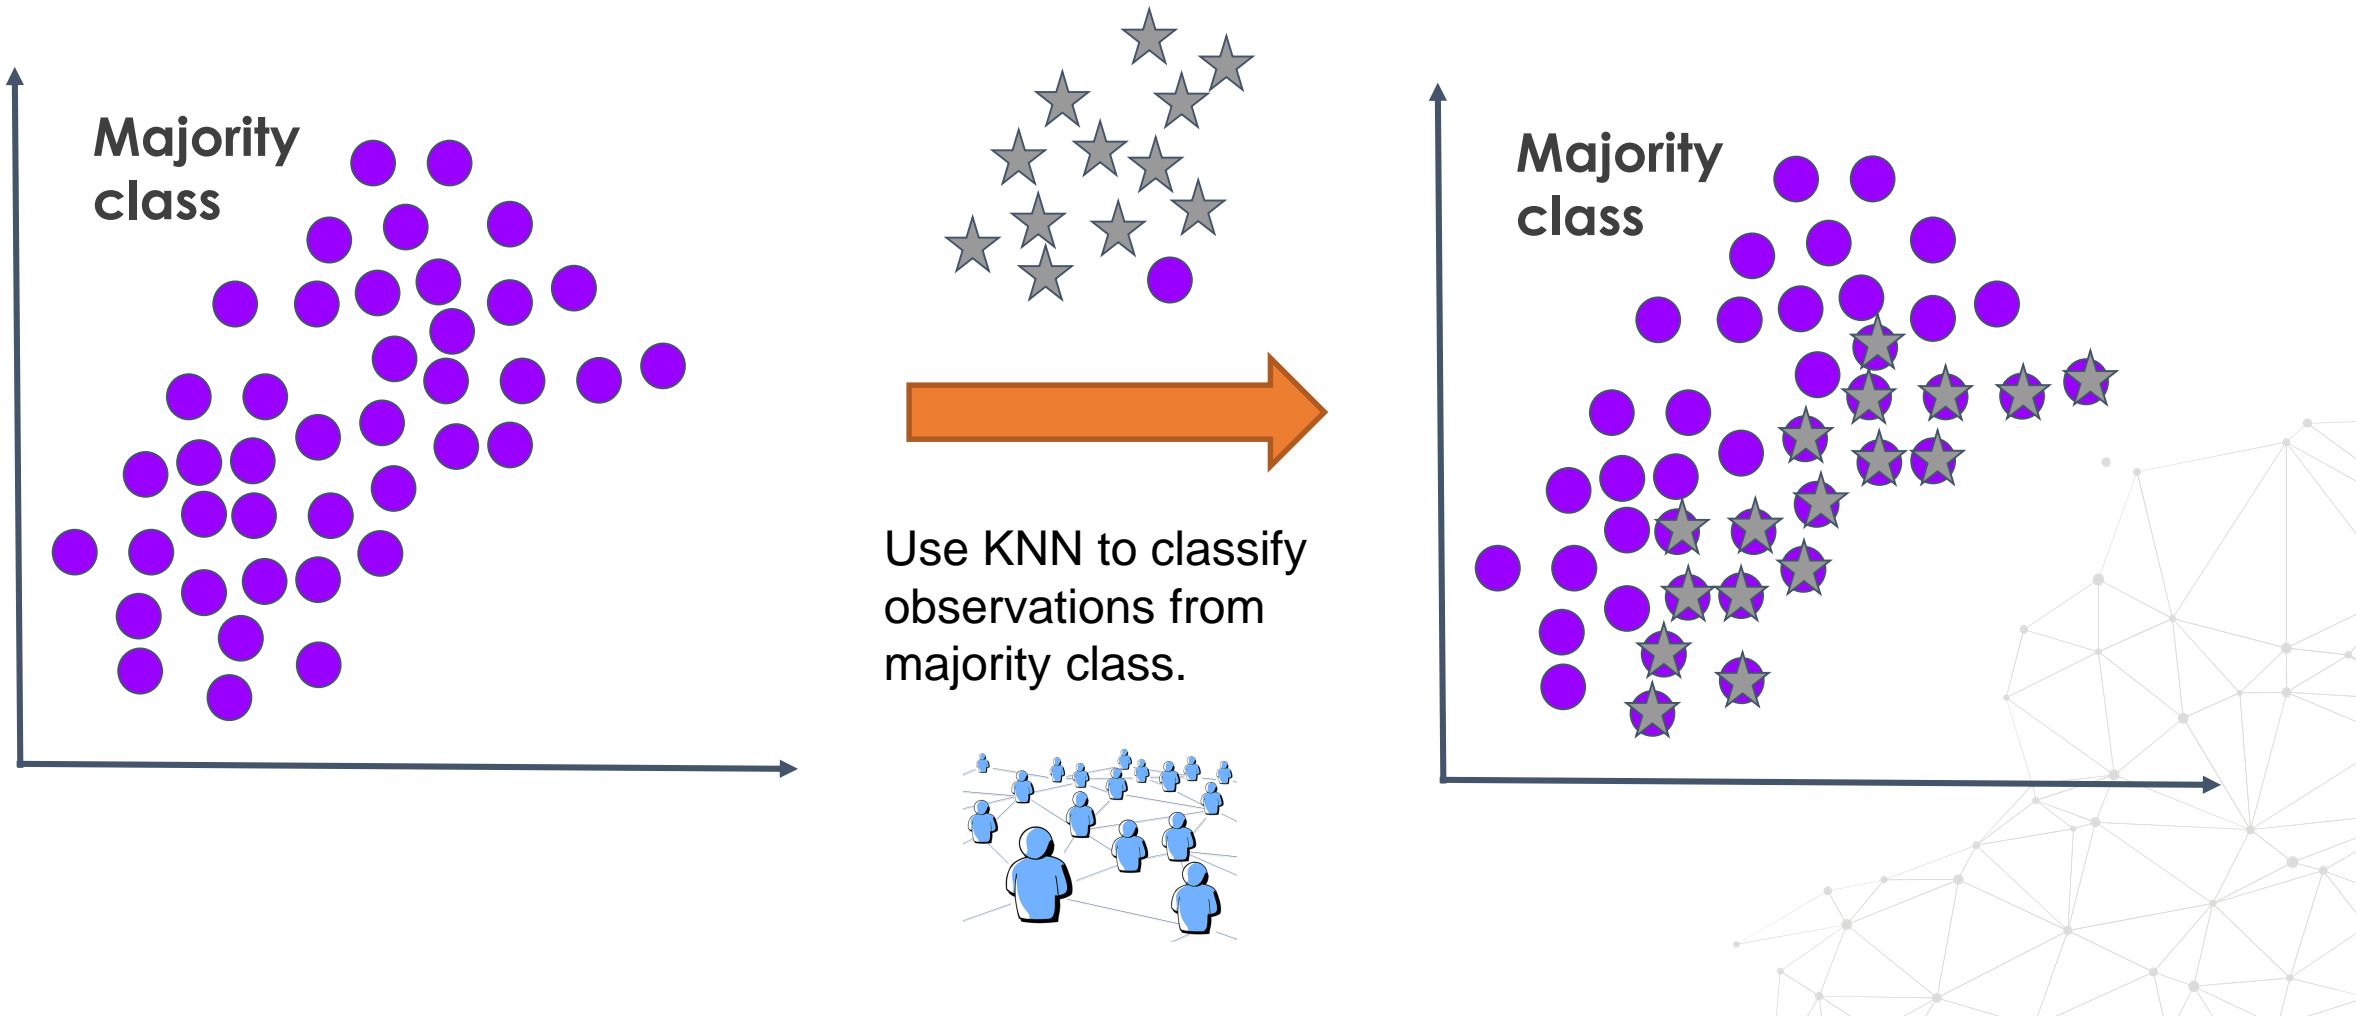 Majority
class
Use KNN to classify
observations from
majority class.
Majority
class